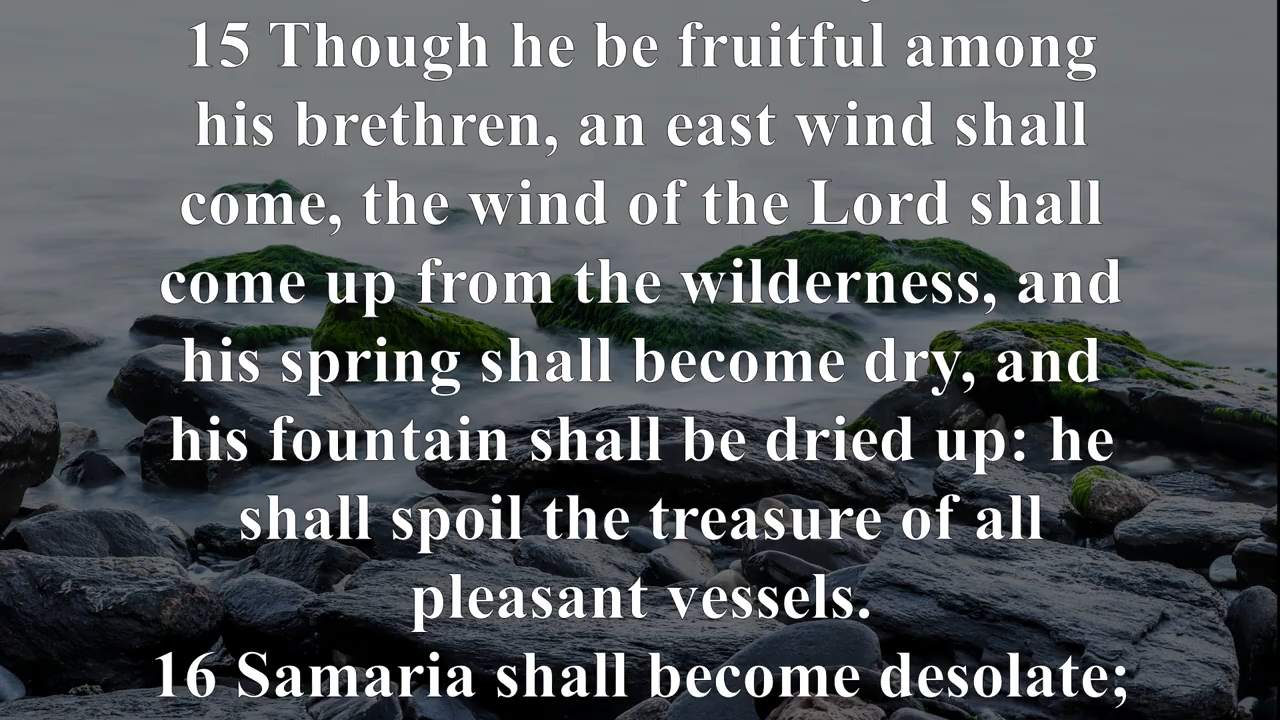 15 Though he be fruitful among
his brethren, an east wind shall
come, the wind of the Lord shall
come up from the wilderness, and
his spring shall become dry, and
his fountain shall be dried up: he
shall spoil the treasure of all
pleasant vessels.
16 Samaria shall become desolate;